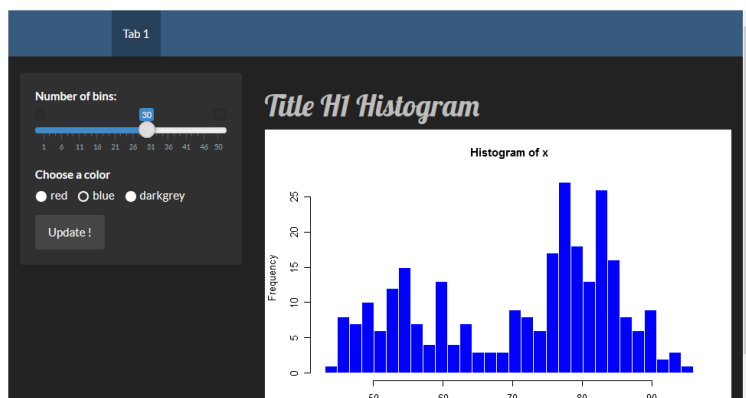 Tab 1
Number of bins:
30
1 6 11 16 21 26 31 36 41 46 50
Choose a color
red blue darkgrey
Update !
Title H1 Histogram
Histogram of x
Frequency
25
20
15
10
5
0
50 60 70 80 90